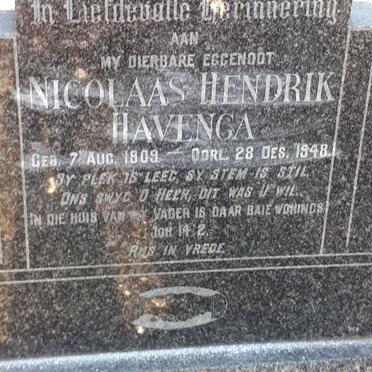 In Liefdevolle Herinnering
AAN
MY DIERBARE EGGENOOT
NICOLAAS HENDRIK
HAVENGA
GEB. 7 AUG. 1909 — OORL. 28 DES. 1948
SY PLEK IS LEEG, SY STEM IS STIL
ONS SWYG O HEER, DIT WAS U WIL.
IN DIE HUIS VAN MY VADER IS DAAR BAIE WONINGS
JOH 14:2.
RUS IN VREDE.